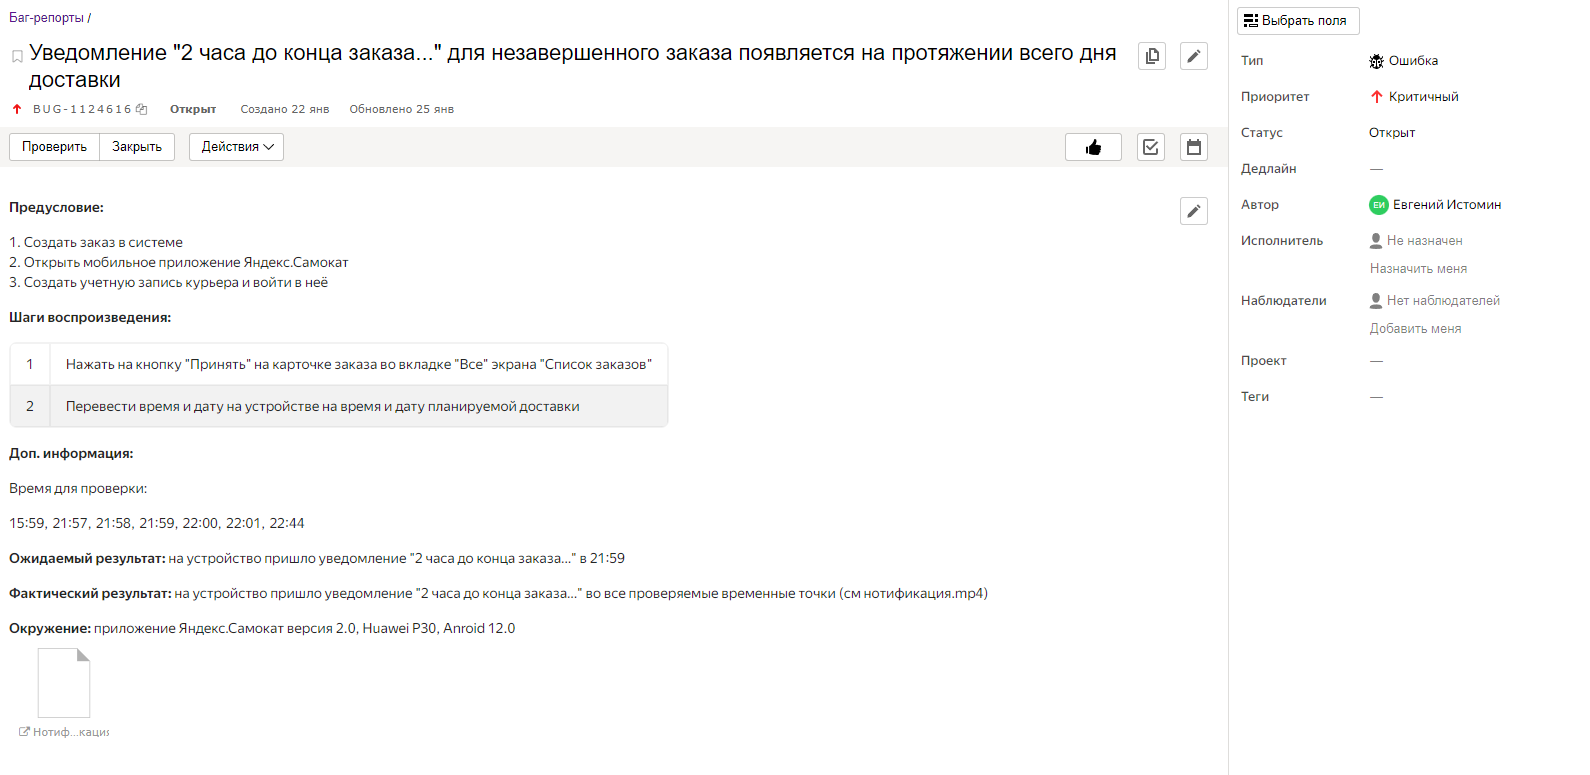 Баг-репорты /
Уведомление "2 часа до конца заказа..." для незавершенного заказа появляется на протяжении всего дня
доставки
BUG-1124616 Открыт Создано 22 янв Обновлено 25 янв
Проверить Закрыть Действия
Предусловие:
1. Создать заказ в системе
2. Открыть мобильное приложение Яндекс.Самокат
3. Создать учетную запись курьера и войти в неё
Шаги воспроизведения:
1 Нажать на кнопку "Принять" на карточке заказа во вкладке "Все" экрана "Список заказов"
2 Перевести время и дату на устройстве на время и дату планируемой доставки
Доп. информация:
Время для проверки:
15:59, 21:57, 21:58, 21:59, 22:00, 22:01, 22:44
Ожидаемый результат: на устройство пришло уведомление "2 часа до конца заказа..." в 21:59
Фактический результат: на устройство пришло уведомление "2 часа до конца заказа..." во все проверяемые временные точки (см нотификация.mp4)
Окружение: приложение Яндекс.Самокат версия 2.0, Huawei P30, Anroid 12.0
Нотиф...кация
Выбрать поля
Тип Ошибка
Приоритет Критичный
Статус Открыт
Дедлайн —
Автор ЕИ Евгений Истомин
Исполнитель Не назначен
Назначить меня
Наблюдатели Нет наблюдателей
Добавить меня
Проект —
Теги —